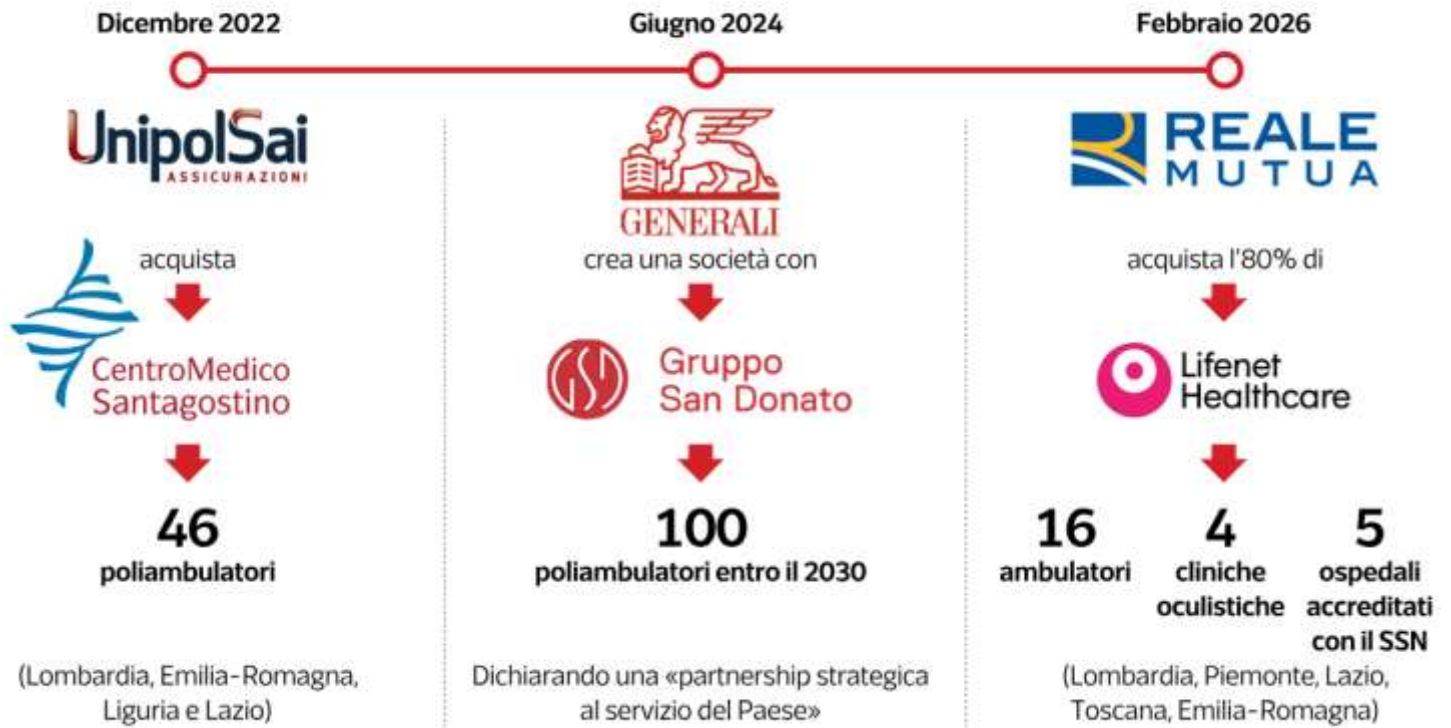 Dicembre 2022
UnipolSai
ASSICURAZIONI
acquista
CentroMedico
Santagostino
46
poliambulatori
(Lombardia, Emilia-Romagna,
Liguria e Lazio)
Giugno 2024
GENERALI
crea una società con
GSD
Gruppo
San Donato
100
poliambulatori entro il 2030
Dichiarando una «partnership strategica
al servizio del Paese»
Febbraio 2026
REALE
MUTUA
acquista l'80% di
Lifenet
Healthcare
16
ambulatori
4
cliniche
oculistiche
5
ospedali
accreditati
con il SSN
(Lombardia, Piemonte, Lazio,
Toscana, Emilia-Romagna)